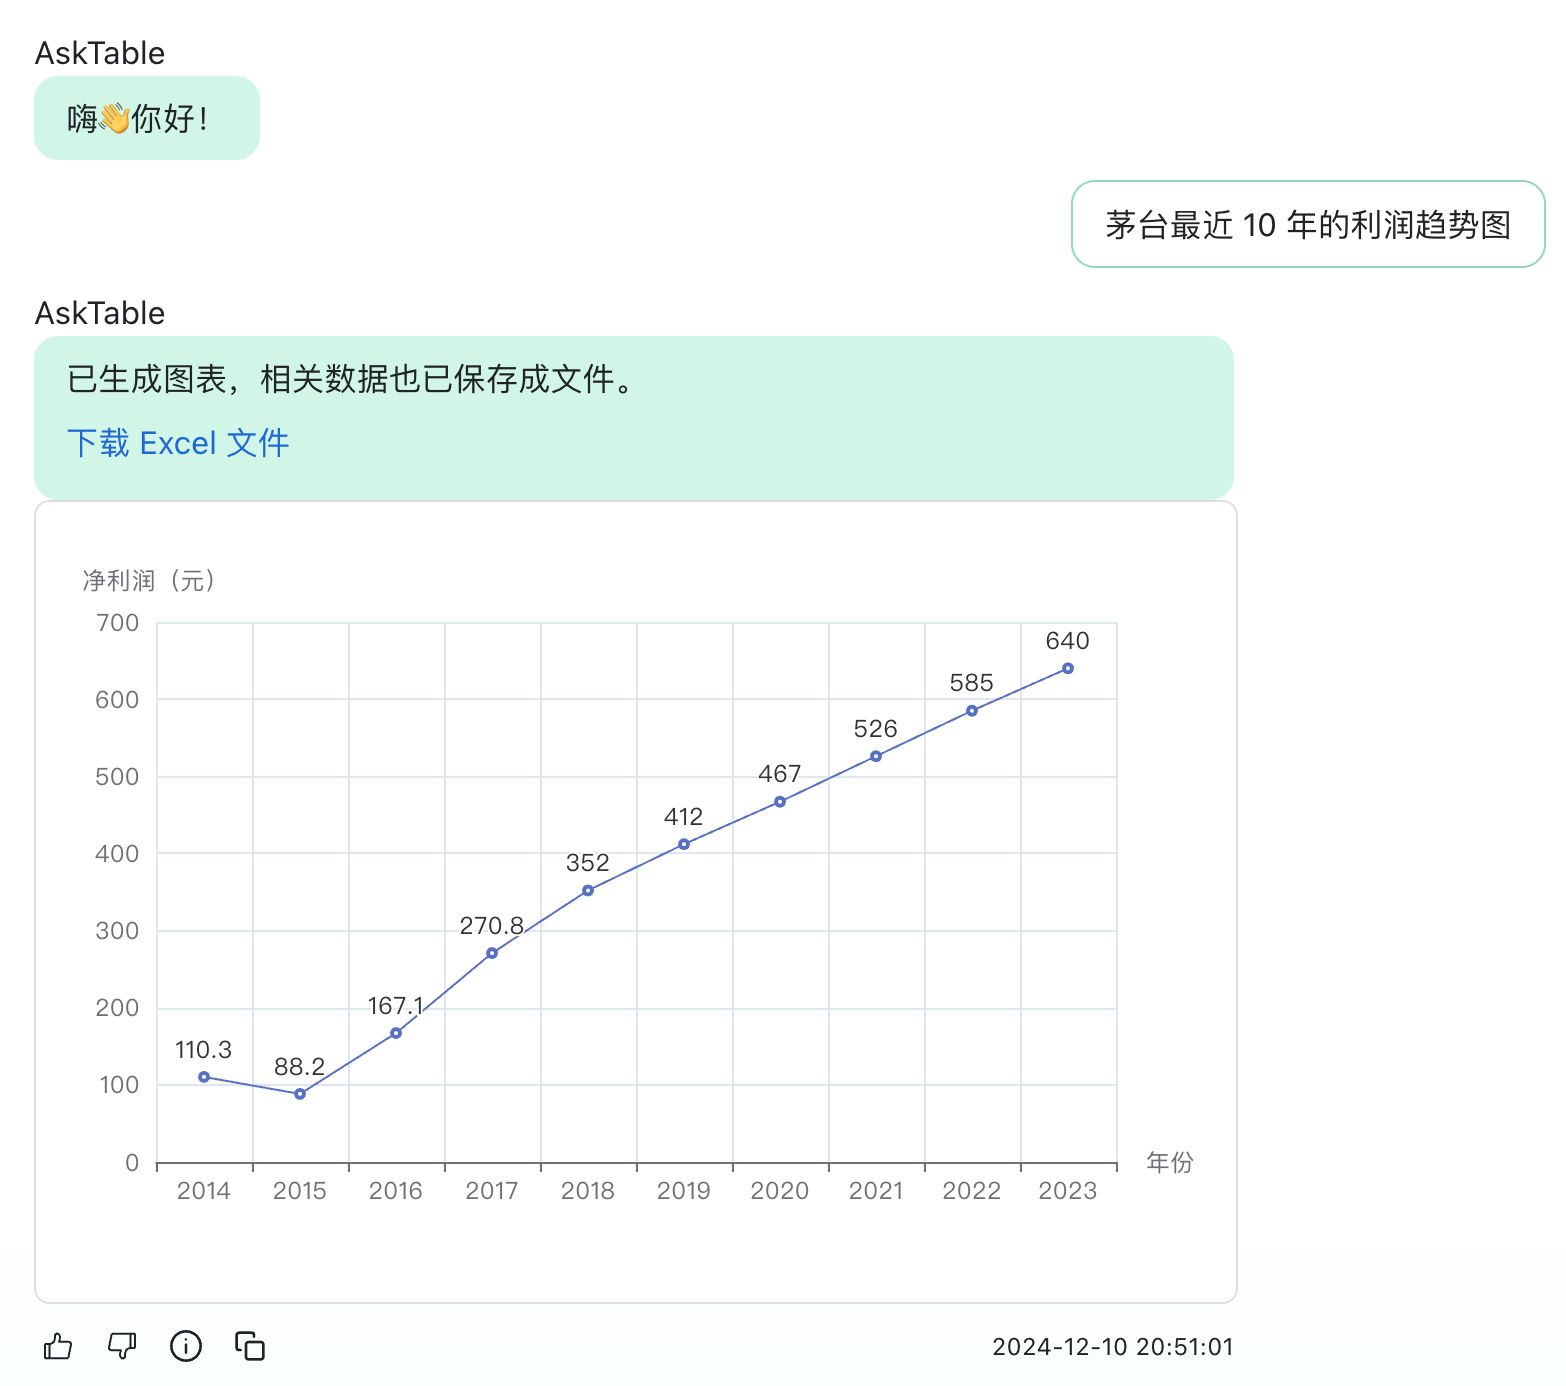 AskTable
嗨👋你好！
茅台最近 10 年的利润趋势图
AskTable
已生成图表，相关数据也已保存成文件。
下载 Excel 文件
净利润（元）
700
600
500
400
300
200
100
0
110.3
88.2
167.1
270.8
352
412
467
526
585
640
2014 2015 2016 2017 2018 2019 2020 2021 2022 2023
年份
2024-12-10 20:51:01